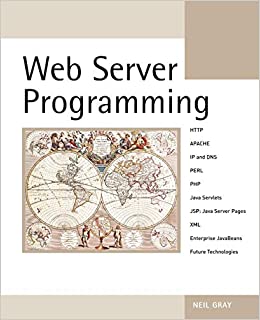 Web Server
Programming
HTTP
APACHE
IP and DNS
PERL
PHP
Java Servlets
JSP: Java Server Pages
XML
Enterprise JavaBeans
Future Technologies
NEIL GRAY